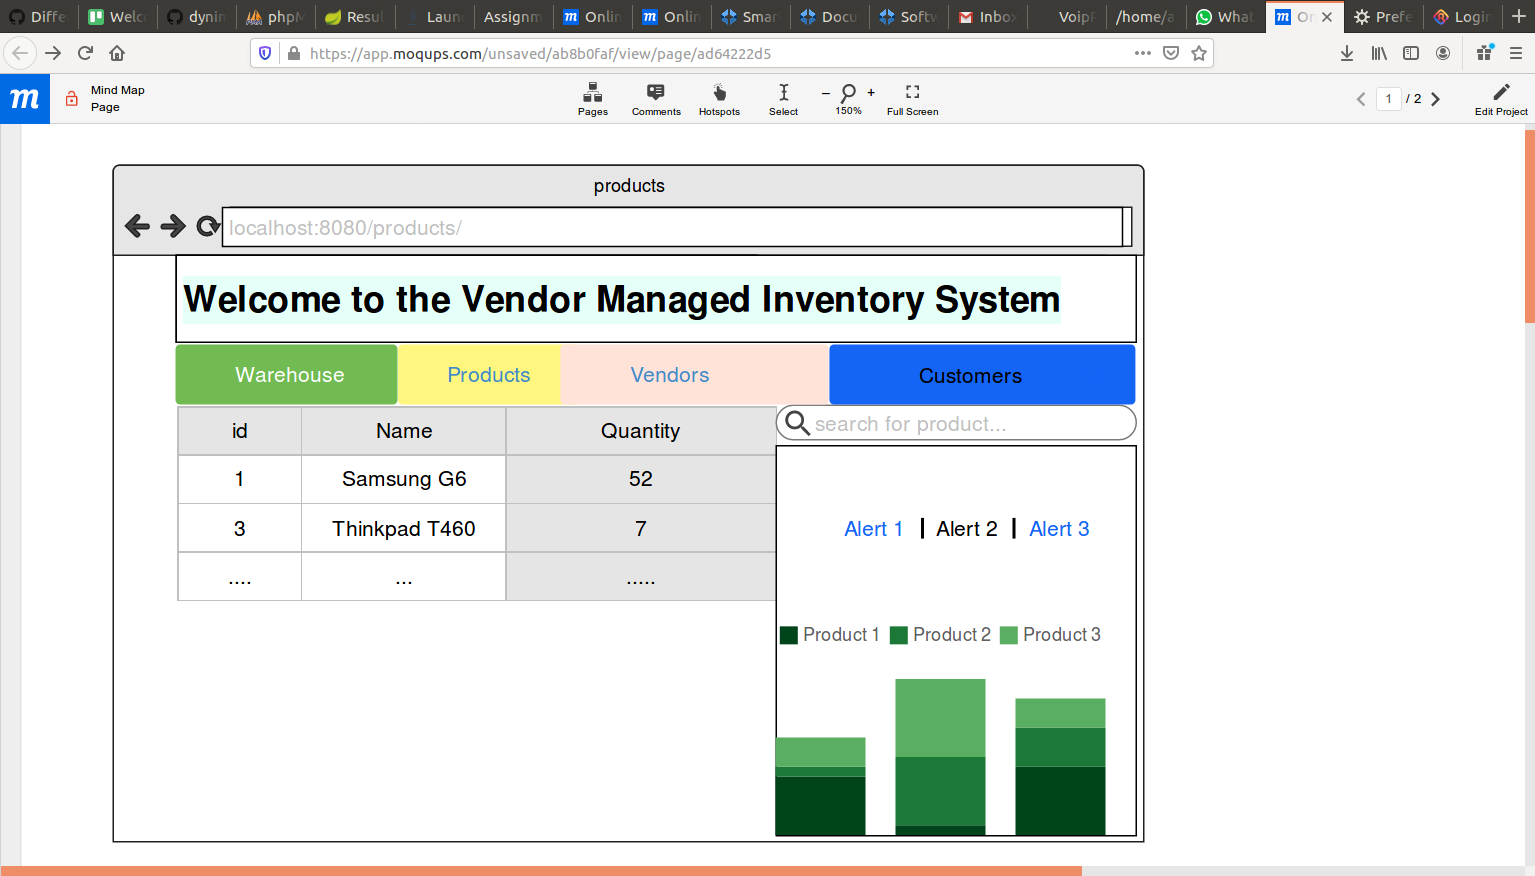 Diffe Welc dynin phpM Resu Laun Assignm Onlin Onlin Smar Docu Softw Inbox VoipF /home/a What On Prefe Login
https://app.moqups.com/unsaved/ab8b0faf/view/page/ad64222d5
m Mind Map
Page
Pages Comments Hotspots Select – 150% + Full Screen
1 / 2 Edit Project
products
localhost:8080/products/
Welcome to the Vendor Managed Inventory System
Warehouse Products Vendors Customers
search for product...
id Name Quantity
1 Samsung G6 52
3 Thinkpad T460 7
.... ... .....
Alert 1 | Alert 2 | Alert 3
Product 1 Product 2 Product 3